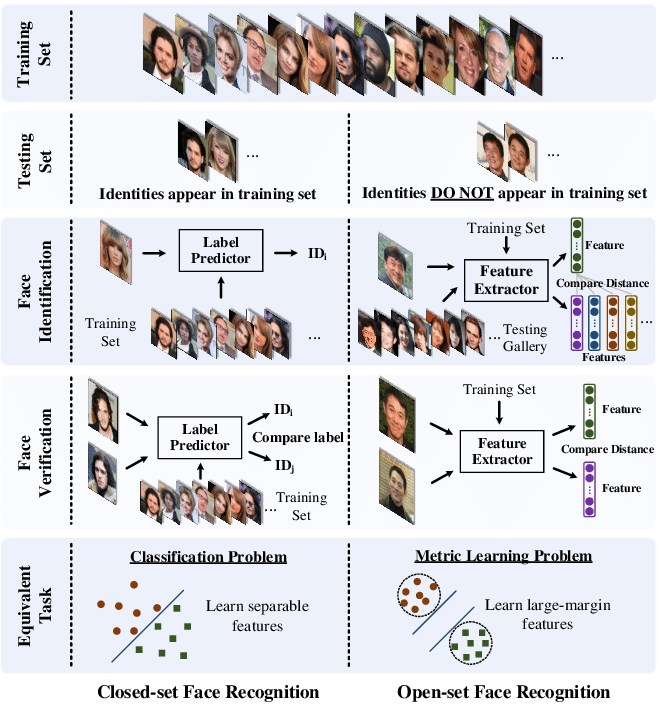 Training
Set
...
Testing
Set
...
Identities appear in training set
...
Identities DO NOT appear in training set
Face
Identification
Label
Predictor
IDi
Training
Set
...
Training Set
Feature
Extractor
Feature
Compare Distance
...
Testing
Gallery
...
Features
Face
Verification
Label
Predictor
IDi
Compare label
IDj
...
Training
Set
Training Set
Feature
Extractor
Feature
Compare Distance
Feature
Equivalent
Task
Classification Problem
Learn separable
features
Metric Learning Problem
Learn large-margin
features
Closed-set Face Recognition
Open-set Face Recognition